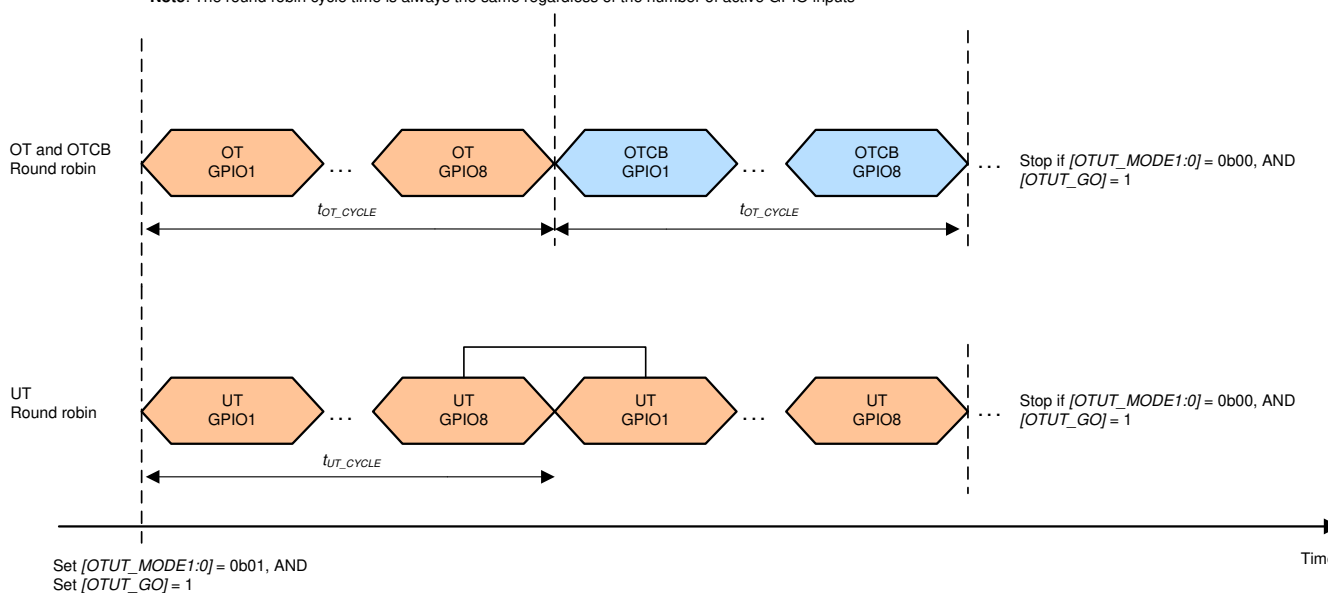 Note: The round robin cycle time is always the same regardless of the number of active GPIO inputs
OT and OTCB
Round robin
OT
GPIO1
...
OT
GPIO8
OTCB
GPIO1
...
OTCB
GPIO8
...
Stop if [OTUT_MODE1:0] = 0b00, AND
[OTUT_GO] = 1
tOT_CYCLE
tOT_CYCLE
UT
Round robin
UT
GPIO1
...
UT
GPIO8
UT
GPIO1
...
UT
GPIO8
...
Stop if [OTUT_MODE1:0] = 0b00, AND
[OTUT_GO] = 1
tUT_CYCLE
Tim
Set [OTUT_MODE1:0] = 0b01, AND
Set [OTUT_GO] = 1